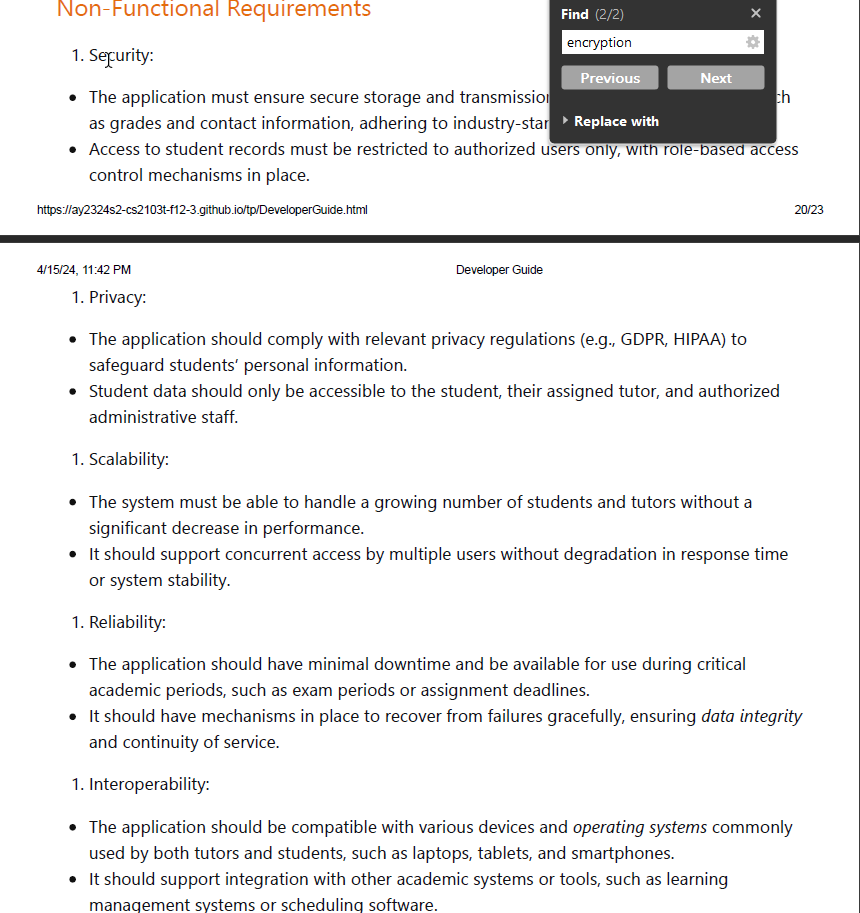 Non-Functional Requirements
Find (2/2)
encryption
Previous Next
Replace with
1. Security:
• The application must ensure secure storage and transmission ch
as grades and contact information, adhering to industry-star
• Access to student records must be restricted to authorized users only, with role-based access
control mechanisms in place.
https://ay2324s2-cs2103t-f12-3.github.io/tp/DeveloperGuide.html 20/23
4/15/24, 11:42 PM Developer Guide
1. Privacy:
• The application should comply with relevant privacy regulations (e.g., GDPR, HIPAA) to
safeguard students’ personal information.
• Student data should only be accessible to the student, their assigned tutor, and authorized
administrative staff.
1. Scalability:
• The system must be able to handle a growing number of students and tutors without a
significant decrease in performance.
• It should support concurrent access by multiple users without degradation in response time
or system stability.
1. Reliability:
• The application should have minimal downtime and be available for use during critical
academic periods, such as exam periods or assignment deadlines.
• It should have mechanisms in place to recover from failures gracefully, ensuring data integrity
and continuity of service.
1. Interoperability:
• The application should be compatible with various devices and operating systems commonly
used by both tutors and students, such as laptops, tablets, and smartphones.
• It should support integration with other academic systems or tools, such as learning
management systems or scheduling software.